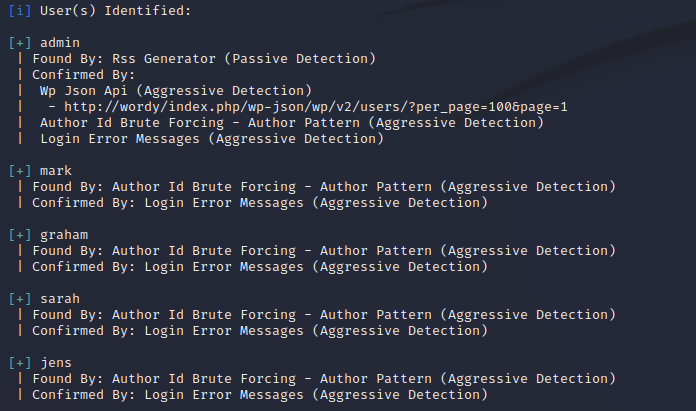 [i] User(s) Identified:
[+] admin
| Found By: Rss Generator (Passive Detection)
| Confirmed By:
|  Wp Json Api (Aggressive Detection)
|   - http://wordy/index.php/wp-json/wp/v2/users/?per_page=100&page=1
|  Author Id Brute Forcing - Author Pattern (Aggressive Detection)
|  Login Error Messages (Aggressive Detection)
[+] mark
| Found By: Author Id Brute Forcing - Author Pattern (Aggressive Detection)
| Confirmed By: Login Error Messages (Aggressive Detection)
[+] graham
| Found By: Author Id Brute Forcing - Author Pattern (Aggressive Detection)
| Confirmed By: Login Error Messages (Aggressive Detection)
[+] sarah
| Found By: Author Id Brute Forcing - Author Pattern (Aggressive Detection)
| Confirmed By: Login Error Messages (Aggressive Detection)
[+] jens
| Found By: Author Id Brute Forcing - Author Pattern (Aggressive Detection)
| Confirmed By: Login Error Messages (Aggressive Detection)